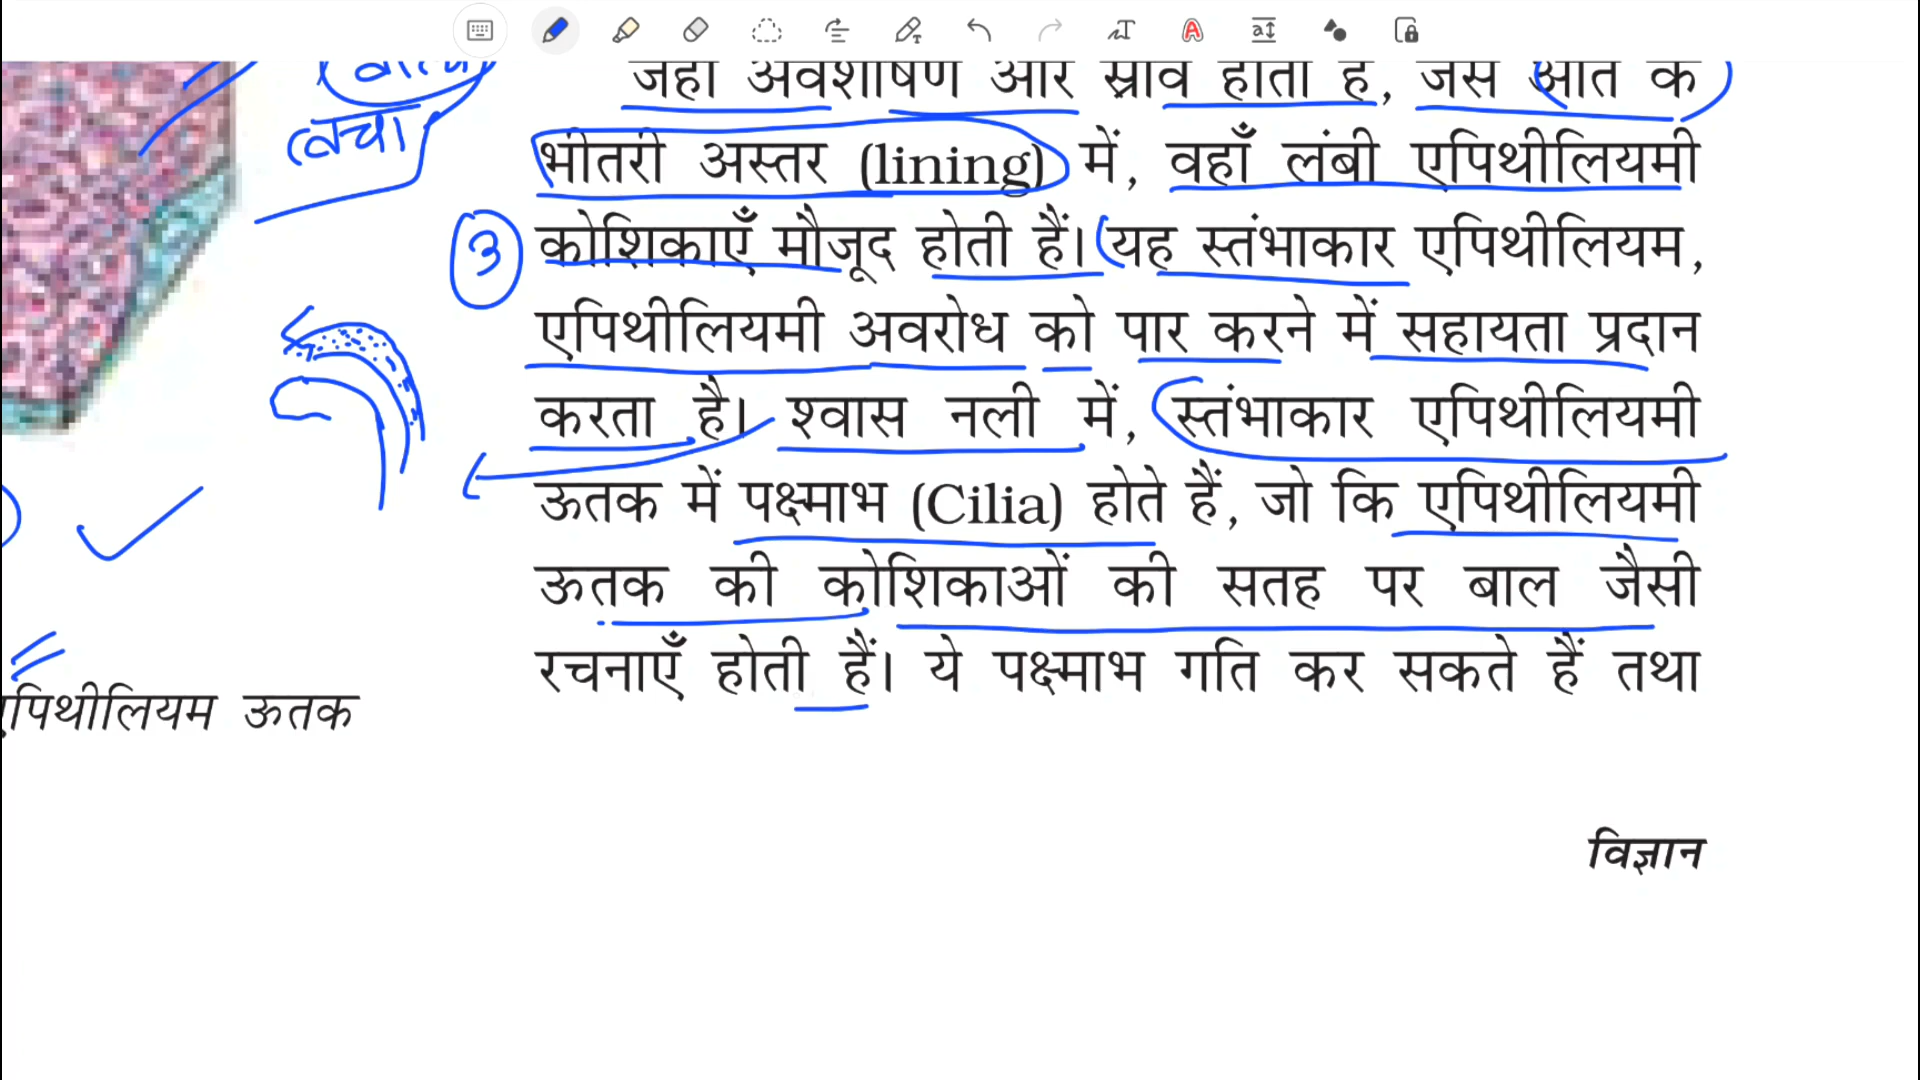 जहाँ अवशोषण और स्राव होता है, जैसे आँत के
भीतरी अस्तर (lining) में, वहाँ लंबी एपिथीलियमी
③ कोशिकाएँ मौजूद होती हैं। यह स्तंभाकार एपिथीलियम,
एपिथीलियमी अवरोध को पार करने में सहायता प्रदान
करता है। श्वास नली में, स्तंभाकार एपिथीलियमी
ऊतक में पक्ष्माभ (Cilia) होते हैं, जो कि एपिथीलियमी
ऊतक की कोशिकाओं की सतह पर बाल जैसी
रचनाएँ होती हैं। ये पक्ष्माभ गति कर सकते हैं तथा
एपिथीलियम ऊतक
विज्ञान